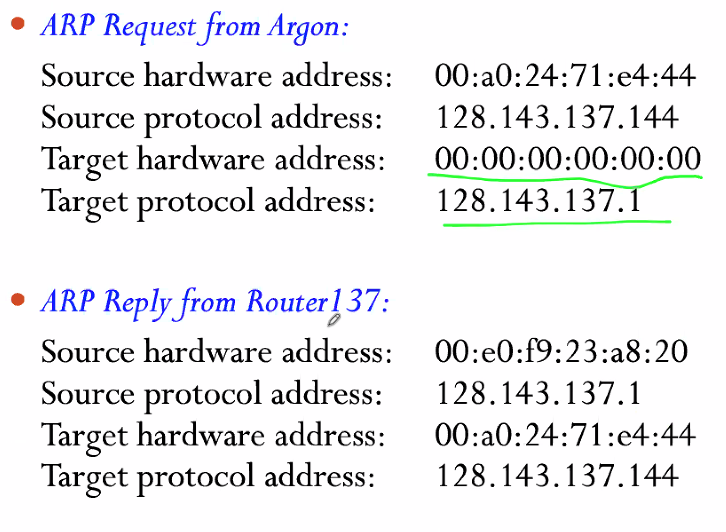 • ARP Request from Argon:
Source hardware address: 00:a0:24:71:e4:44
Source protocol address: 128.143.137.144
Target hardware address: 00:00:00:00:00:00
Target protocol address: 128.143.137.1
• ARP Reply from Router137:
Source hardware address: 00:e0:f9:23:a8:20
Source protocol address: 128.143.137.1
Target hardware address: 00:a0:24:71:e4:44
Target protocol address: 128.143.137.144